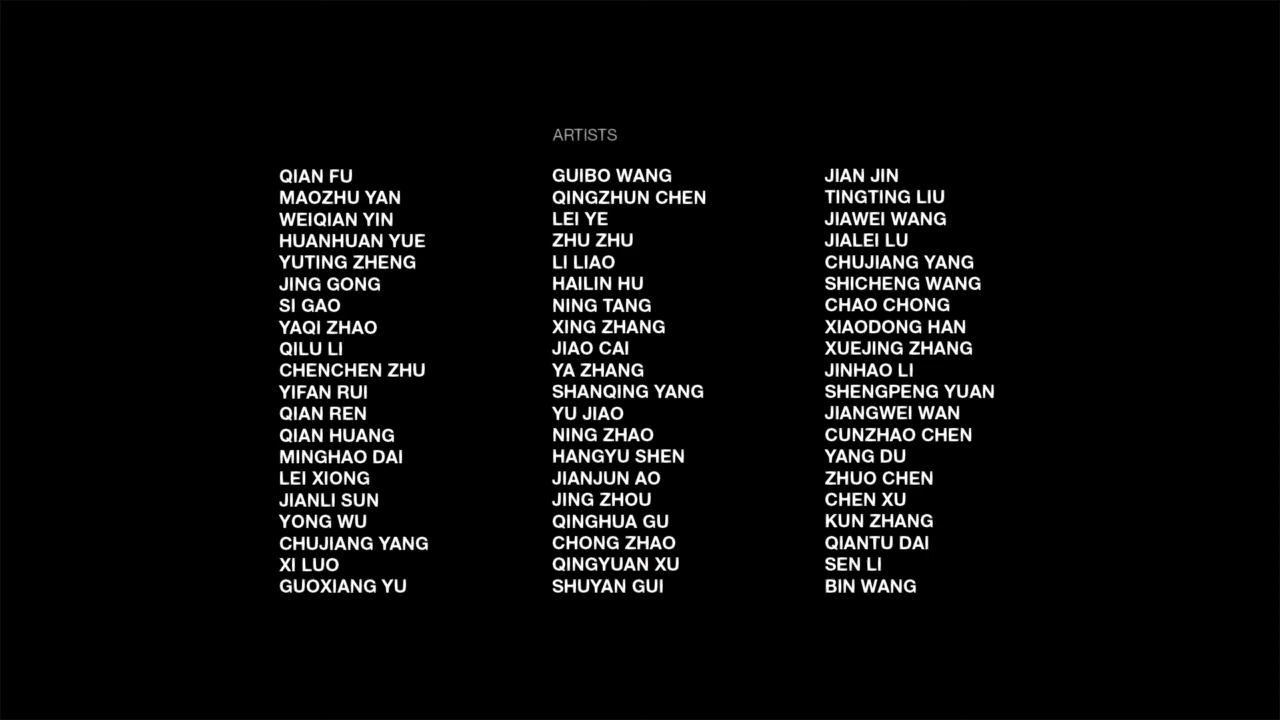 ARTISTS
QIAN FU
MAOZHU YAN
WEIQIAN YIN
HUANHUAN YUE
YUTING ZHENG
JING GONG
SI GAO
YAQI ZHAO
QILU LI
CHENCHEN ZHU
YIFAN RUI
QIAN REN
QIAN HUANG
MINGHAO DAI
LEI XIONG
JIANLI SUN
YONG WU
CHUJIANG YANG
XI LUO
GUOXIANG YU
GUIBO WANG
QINGZHUN CHEN
LEI YE
ZHU ZHU
LI LIAO
HAILIN HU
NING TANG
XING ZHANG
JIAO CAI
YA ZHANG
SHANQING YANG
YU JIAO
NING ZHAO
HANGYU SHEN
JIANJUN AO
JING ZHOU
QINGHUA GU
CHONG ZHAO
QINGYUAN XU
SHUYAN GUI
JIAN JIN
TINGTING LIU
JIAWEI WANG
JIALEI LU
CHUJIANG YANG
SHICHENG WANG
CHAO CHONG
XIAODONG HAN
XUEJING ZHANG
JINHAO LI
SHENGPENG YUAN
JIANGWEI WAN
CUNZHAO CHEN
YANG DU
ZHUO CHEN
CHEN XU
KUN ZHANG
QIANTU DAI
SEN LI
BIN WANG